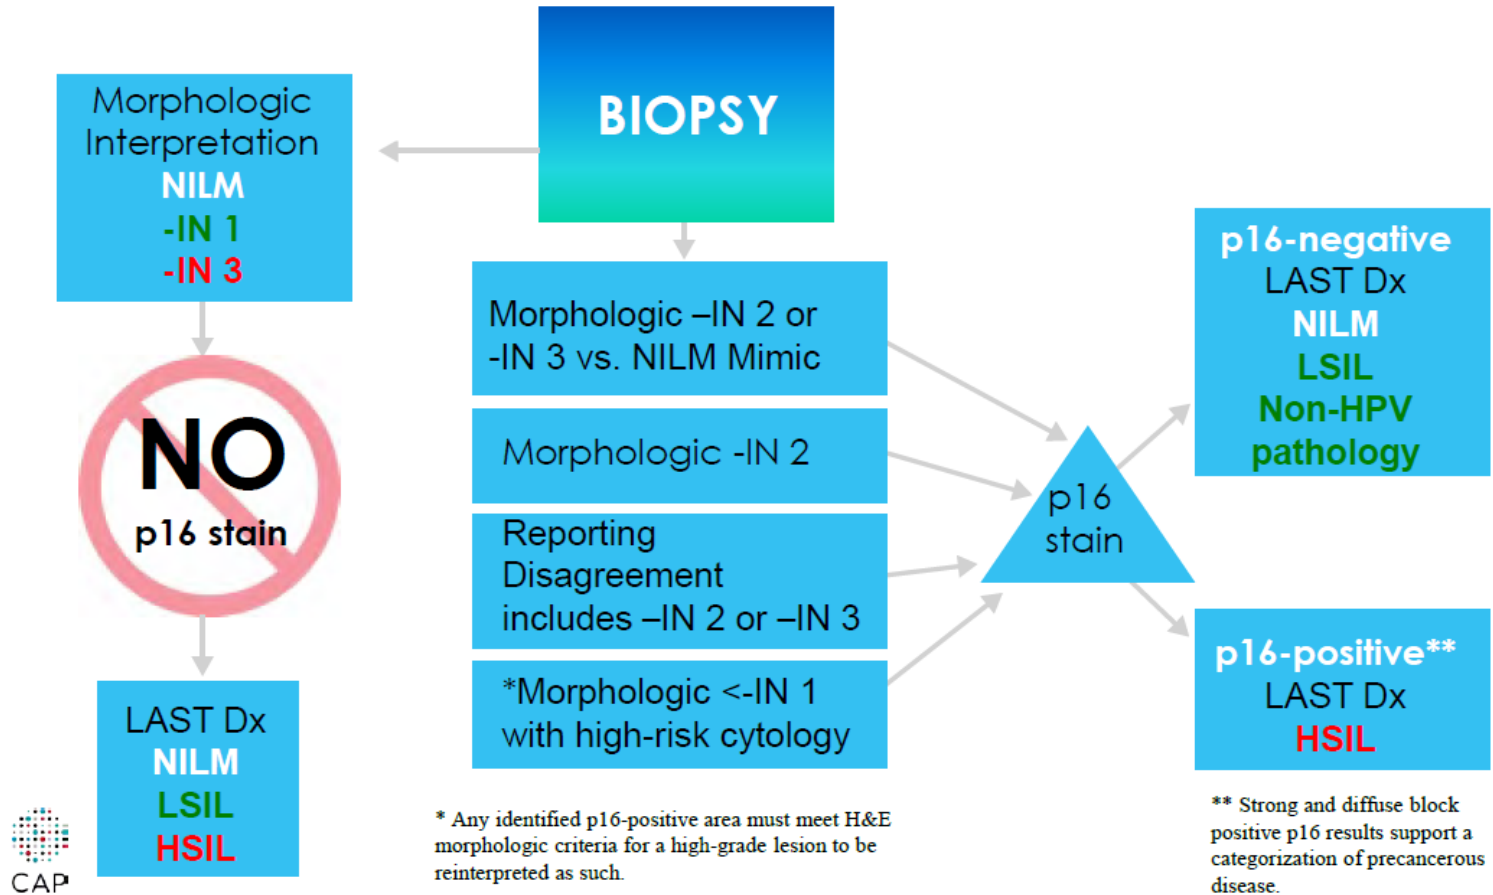 BIOPSY
Morphologic
Interpretation
NILM
-IN 1
-IN 3
NO
p16 stain
LAST Dx
NILM
LSIL
HSIL
Morphologic –IN 2 or
-IN 3 vs. NILM Mimic
Morphologic -IN 2
Reporting
Disagreement
includes –IN 2 or –IN 3
*Morphologic <-IN 1
with high-risk cytology
p16
stain
p16-negative
LAST Dx
NILM
LSIL
Non-HPV
pathology
p16-positive**
LAST Dx
HSIL
* Any identified p16-positive area must meet H&E
morphologic criteria for a high-grade lesion to be
reinterpreted as such.
** Strong and diffuse block
positive p16 results support a
categorization of precancerous
disease.
CAP